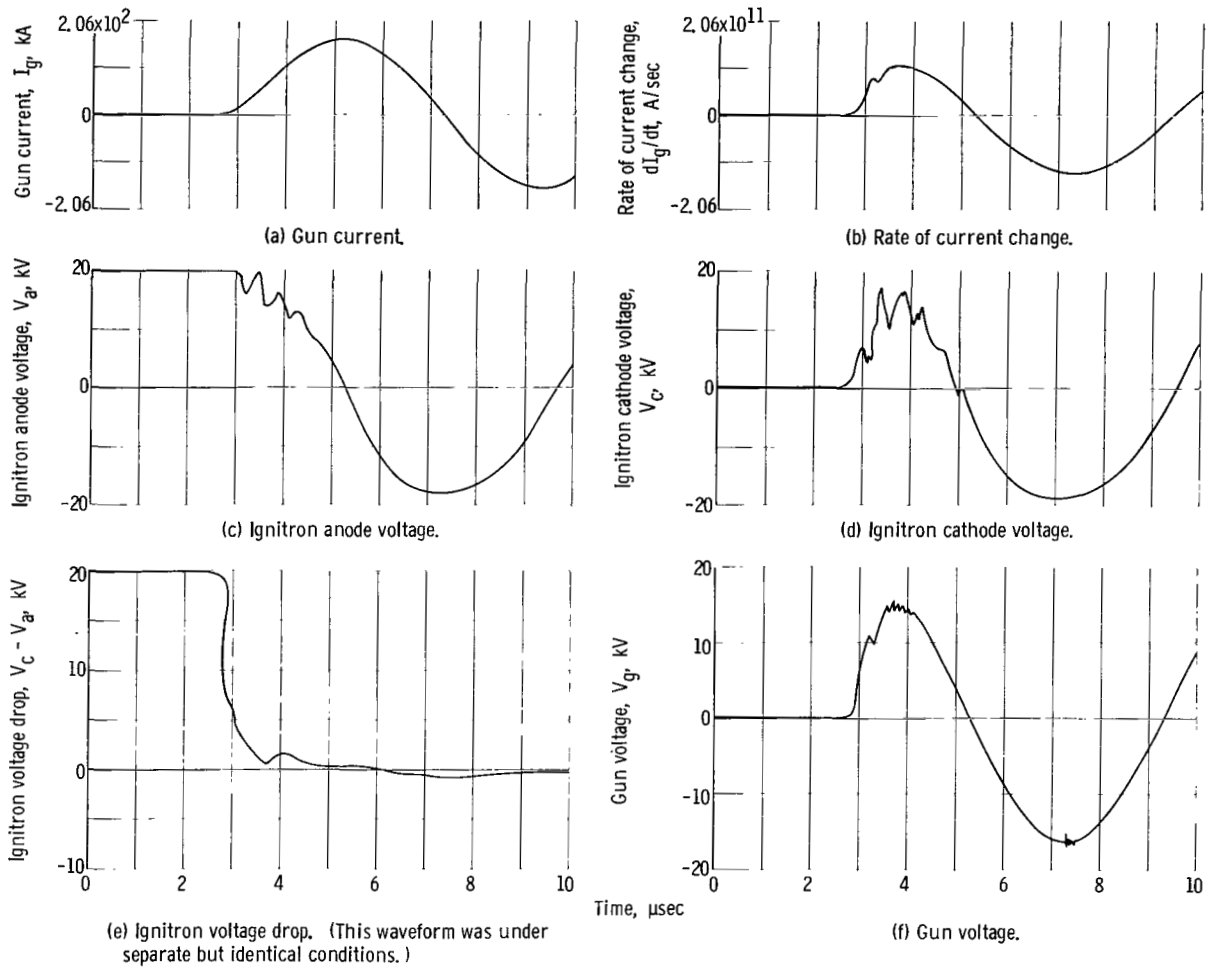 2.06x10²
0
-2.06
Gun current, I_g, kA
(a) Gun current.
2.06x10¹¹
0
-2.06
Rate of current change,
dI_g/dt, A/sec
(b) Rate of current change.
20
0
-20
Ignitron anode voltage, V_a, kV
(c) Ignitron anode voltage.
20
10
0
-10
-20
Ignitron cathode voltage,
V_c, kV
(d) Ignitron cathode voltage.
20
10
0
-10
Ignitron voltage drop, V_c - V_a, kV
0 2 4 6 8 10
(e) Ignitron voltage drop. (This waveform was under
separate but identical conditions.)
20
10
0
-10
-20
Gun voltage, V_g, kV
0 2 4 6 8 10
Time, μsec
(f) Gun voltage.